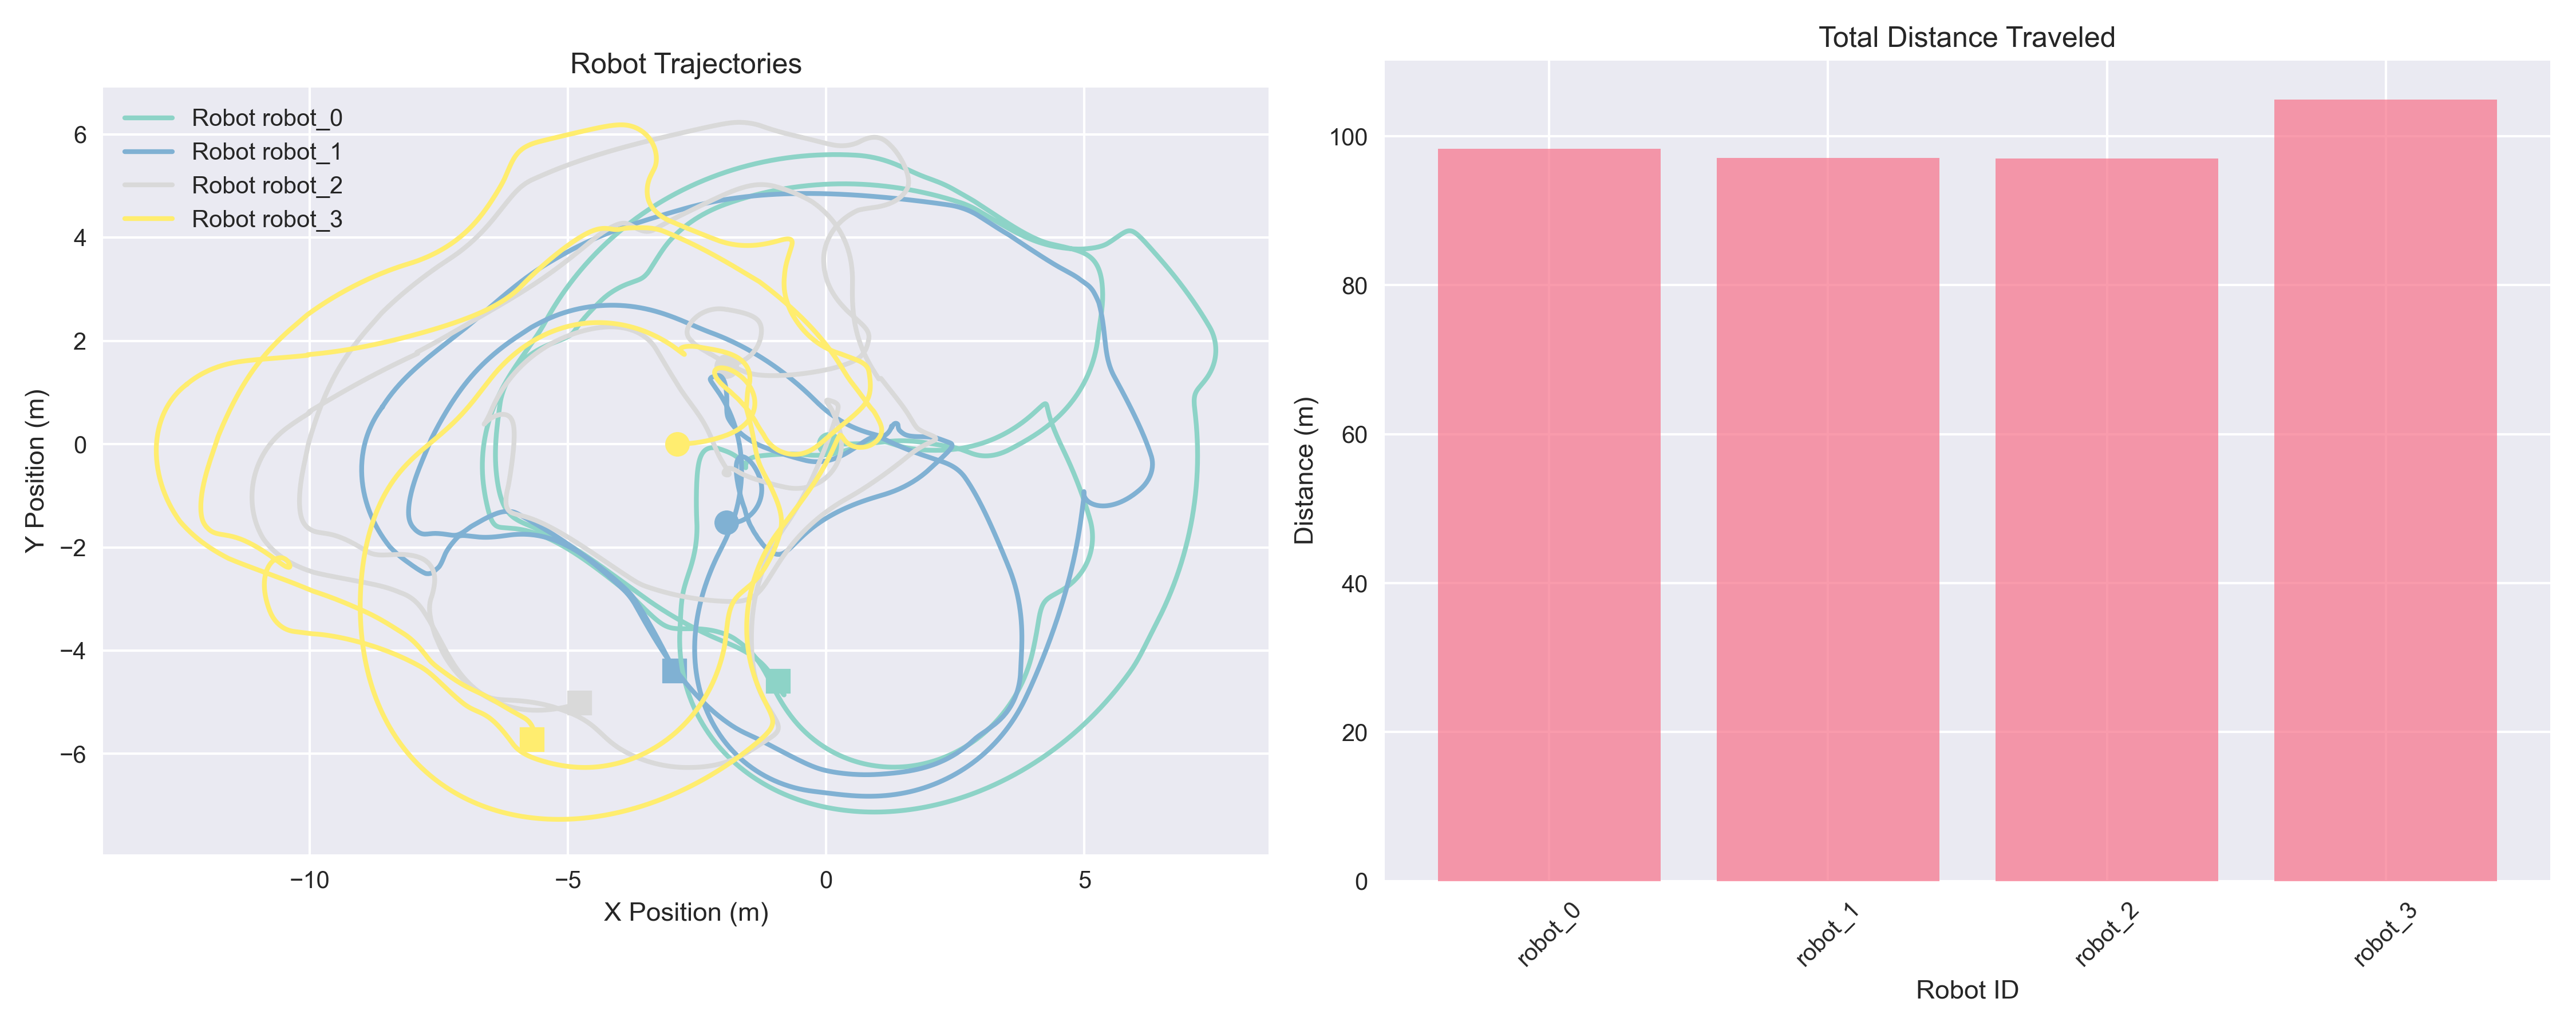 Robot Trajectories
Robot robot_0
Robot robot_1
Robot robot_2
Robot robot_3
6
4
2
0
−2
−4
−6
Y Position (m)
−10
−5
0
5
X Position (m)
Total Distance Traveled
100
80
60
40
20
0
Distance (m)
robot_0
robot_1
robot_2
robot_3
Robot ID